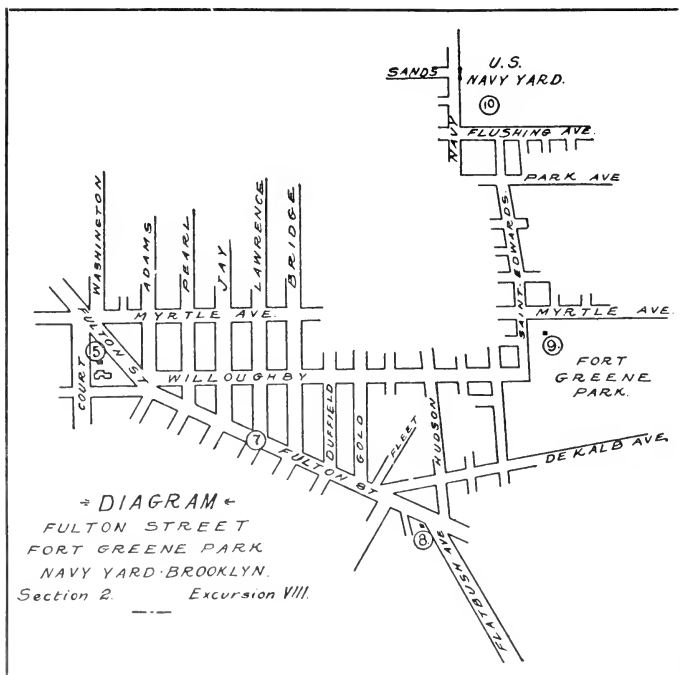 SANDS
U.S.
NAVY YARD.
10
NAVY
FLUSHING AVE.
PARK AVE
SAINT-EDWARDS.
WASHINGTON
ADAMS
PEARL
JAY
LAWRENCE
BRIDGE
MYRTLE AVE.
MYRTLE AVE.
FULTON ST
5
COURT
WILLOUGHBY
9.
FORT
GREENE
PARK.
DUFFIELD
GOLD
FLEET
HUDSON
DEKALB AVE.
7
FULTON ST
8.
FLATBUSH AVE
÷ DIAGRAM ←
FULTON STREET
FORT GREENE PARK
NAVY YARD·BROOKLYN.
Section 2. Excursion VIII.